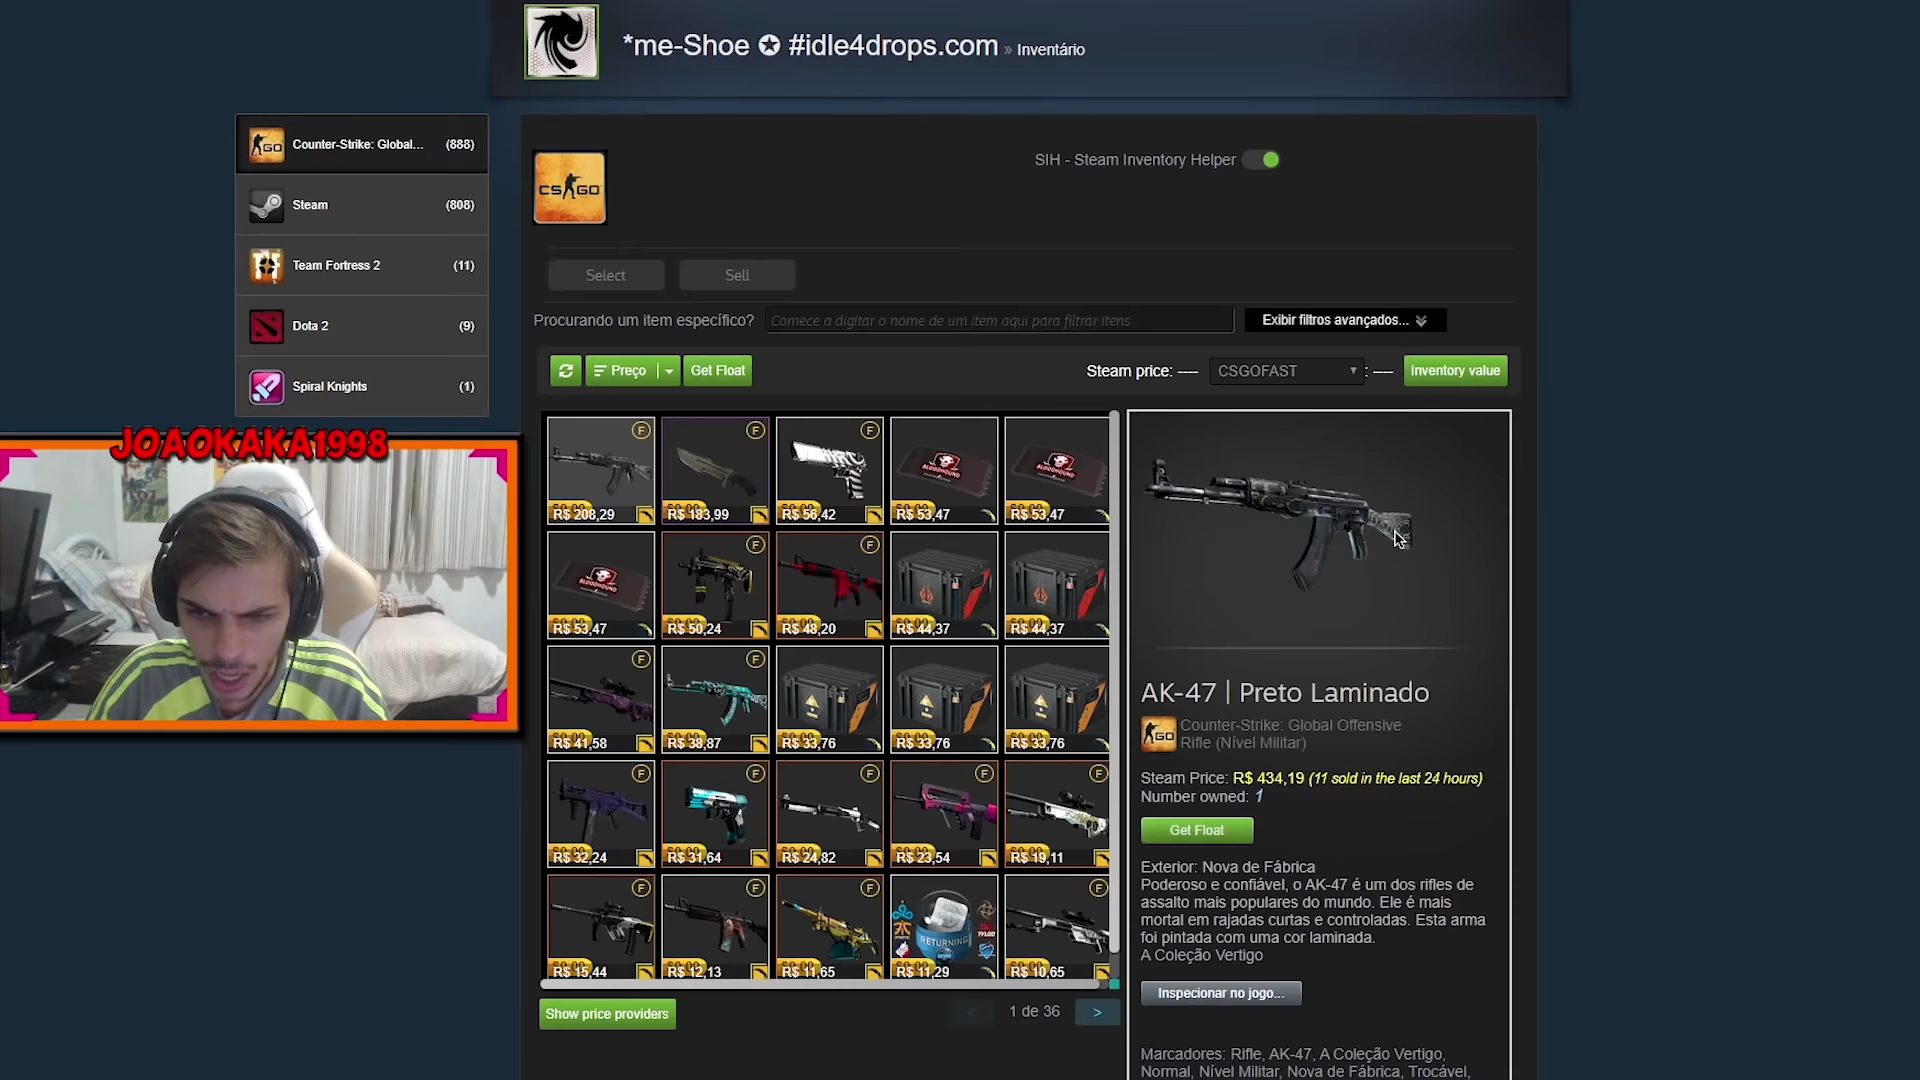 *me-Shoe ✪ #idle4drops.com » Inventário
Counter-Strike: Global... (888)
Steam (808)
Team Fortress 2 (11)
Dota 2 (9)
Spiral Knights (1)
JOAOKAKA1998
CS GO
SIH - Steam Inventory Helper
Select Sell
Procurando um item específico? Comece a digitar o nome de um item aqui para filtrar itens Exibir filtros avançados...
Preço Get Float Steam price: ---- CSGOFAST : ---- Inventory value
F F F BLOODHOUND BLOODHOUND
R$ 208,29 R$ 183,99 R$ 56,42 R$ 53,47 R$ 53,47
BLOODHOUND F F
R$ 53,47 R$ 50,24 R$ 48,20 R$ 44,37 R$ 44,37
F F
R$ 41,58 R$ 38,87 R$ 33,76 R$ 33,76 R$ 33,76
F F F F F
R$ 32,24 R$ 31,64 R$ 24,82 R$ 23,54 R$ 19,11
F F F RETURNING F
R$ 15,44 R$ 12,13 R$ 11,65 R$ 11,29 R$ 10,65
Show price providers < 1 de 36 >
AK-47 | Preto Laminado
GO Counter-Strike: Global Offensive
Rifle (Nível Militar)
Steam Price: R$ 434,19 (11 sold in the last 24 hours)
Number owned: 1
Get Float
Exterior: Nova de Fábrica
Poderoso e confiável, o AK-47 é um dos rifles de
assalto mais populares do mundo. Ele é mais
mortal em rajadas curtas e controladas. Esta arma
foi pintada com uma cor laminada.
A Coleção Vertigo
Inspecionar no jogo...
Marcadores: Rifle, AK-47, A Coleção Vertigo,
Normal, Nível Militar, Nova de Fábrica, Trocável,